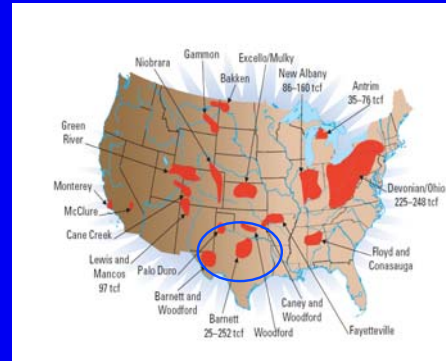 Gammon
Excello/Mulky
Niobrara
Bakken
New Albany
86–160 tcf
Antrim
35–76 tcf
Green
River
Monterey
McClure
Cane Creek
Lewis and
Mancos
97 tcf
Palo Duro
Barnett and
Woodford
Barnett
25–252 tcf
Woodford
Caney and
Woodford
Fayetteville
Floyd and
Conasauga
Devonian/Ohio
225–248 tcf